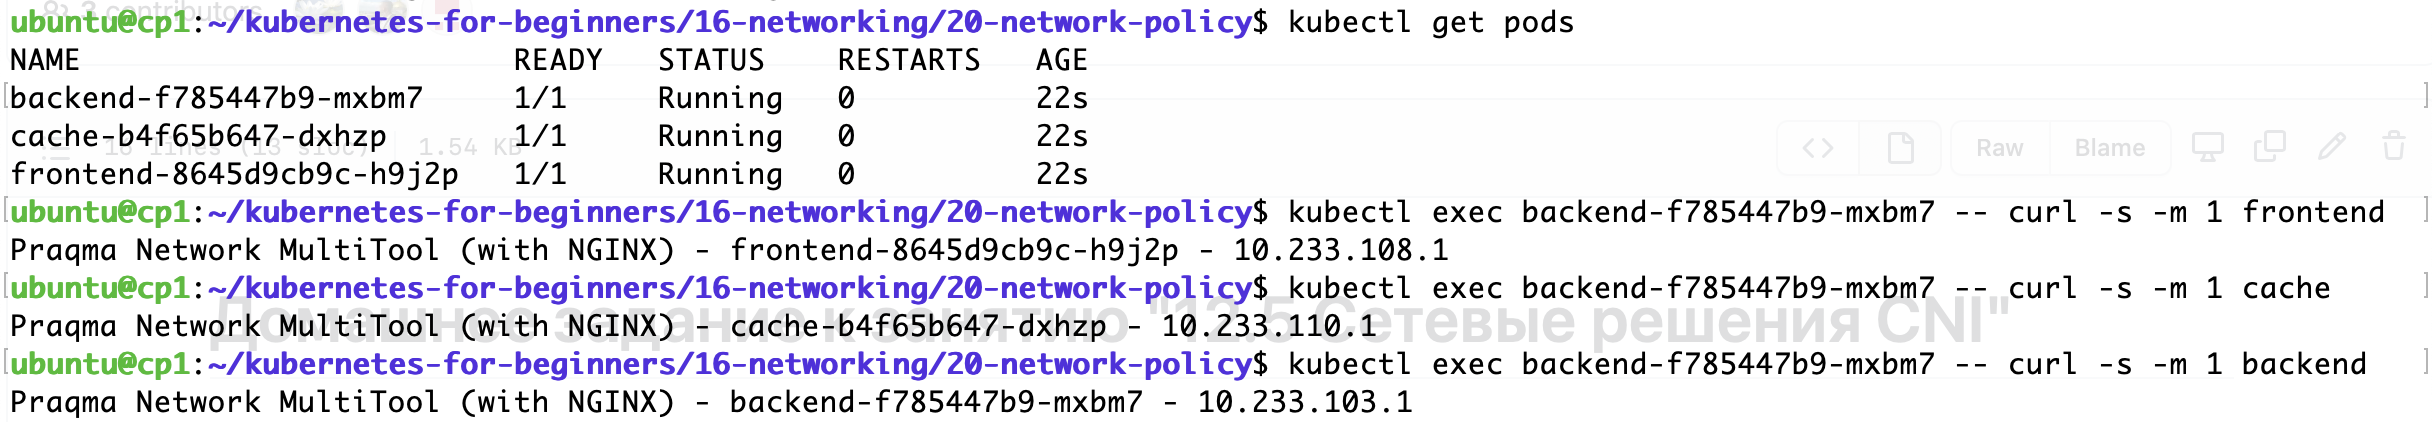 3 contributors
ubuntu@cp1:~/kubernetes-for-beginners/16-networking/20-network-policy$ kubectl get pods
NAME READY STATUS RESTARTS AGE
backend-f785447b9-mxbm7 1/1 Running 0 22s
cache-b4f65b647-dxhzp 1/1 Running 0 22s
1.54 KB
Raw Blame
frontend-8645d9cb9c-h9j2p 1/1 Running 0 22s
ubuntu@cp1:~/kubernetes-for-beginners/16-networking/20-network-policy$ kubectl exec backend-f785447b9-mxbm7 -- curl -s -m 1 frontend
Praqma Network MultiTool (with NGINX) - frontend-8645d9cb9c-h9j2p - 10.233.108.1
ubuntu@cp1:~/kubernetes-for-beginners/16-networking/20-network-policy$ kubectl exec backend-f785447b9-mxbm7 -- curl -s -m 1 cache
Praqma Network MultiTool (with NGINX) - cache-b4f65b647-dxhzp - 10.233.110.1
Домашнее задание к занятию "12.5 Сетевые решения CNI"
ubuntu@cp1:~/kubernetes-for-beginners/16-networking/20-network-policy$ kubectl exec backend-f785447b9-mxbm7 -- curl -s -m 1 backend
Praqma Network MultiTool (with NGINX) - backend-f785447b9-mxbm7 - 10.233.103.1